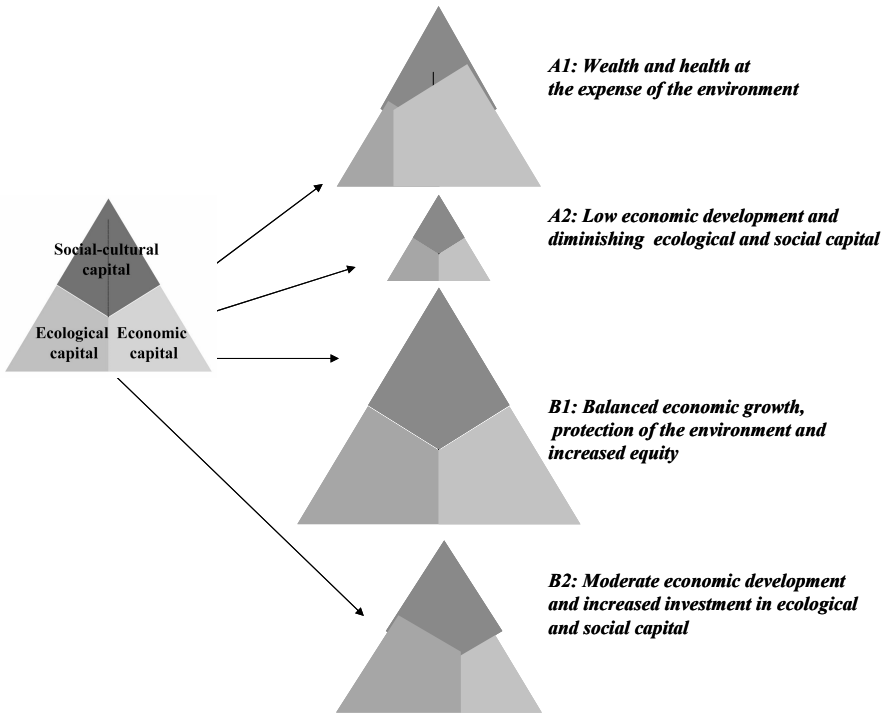 Social-cultural
capital
Ecological
capital
Economic
capital
A1: Wealth and health at
the expense of the environment
A2: Low economic development and
diminishing ecological and social capital
B1: Balanced economic growth,
protection of the environment and
increased equity
B2: Moderate economic development
and increased investment in ecological
and social capital